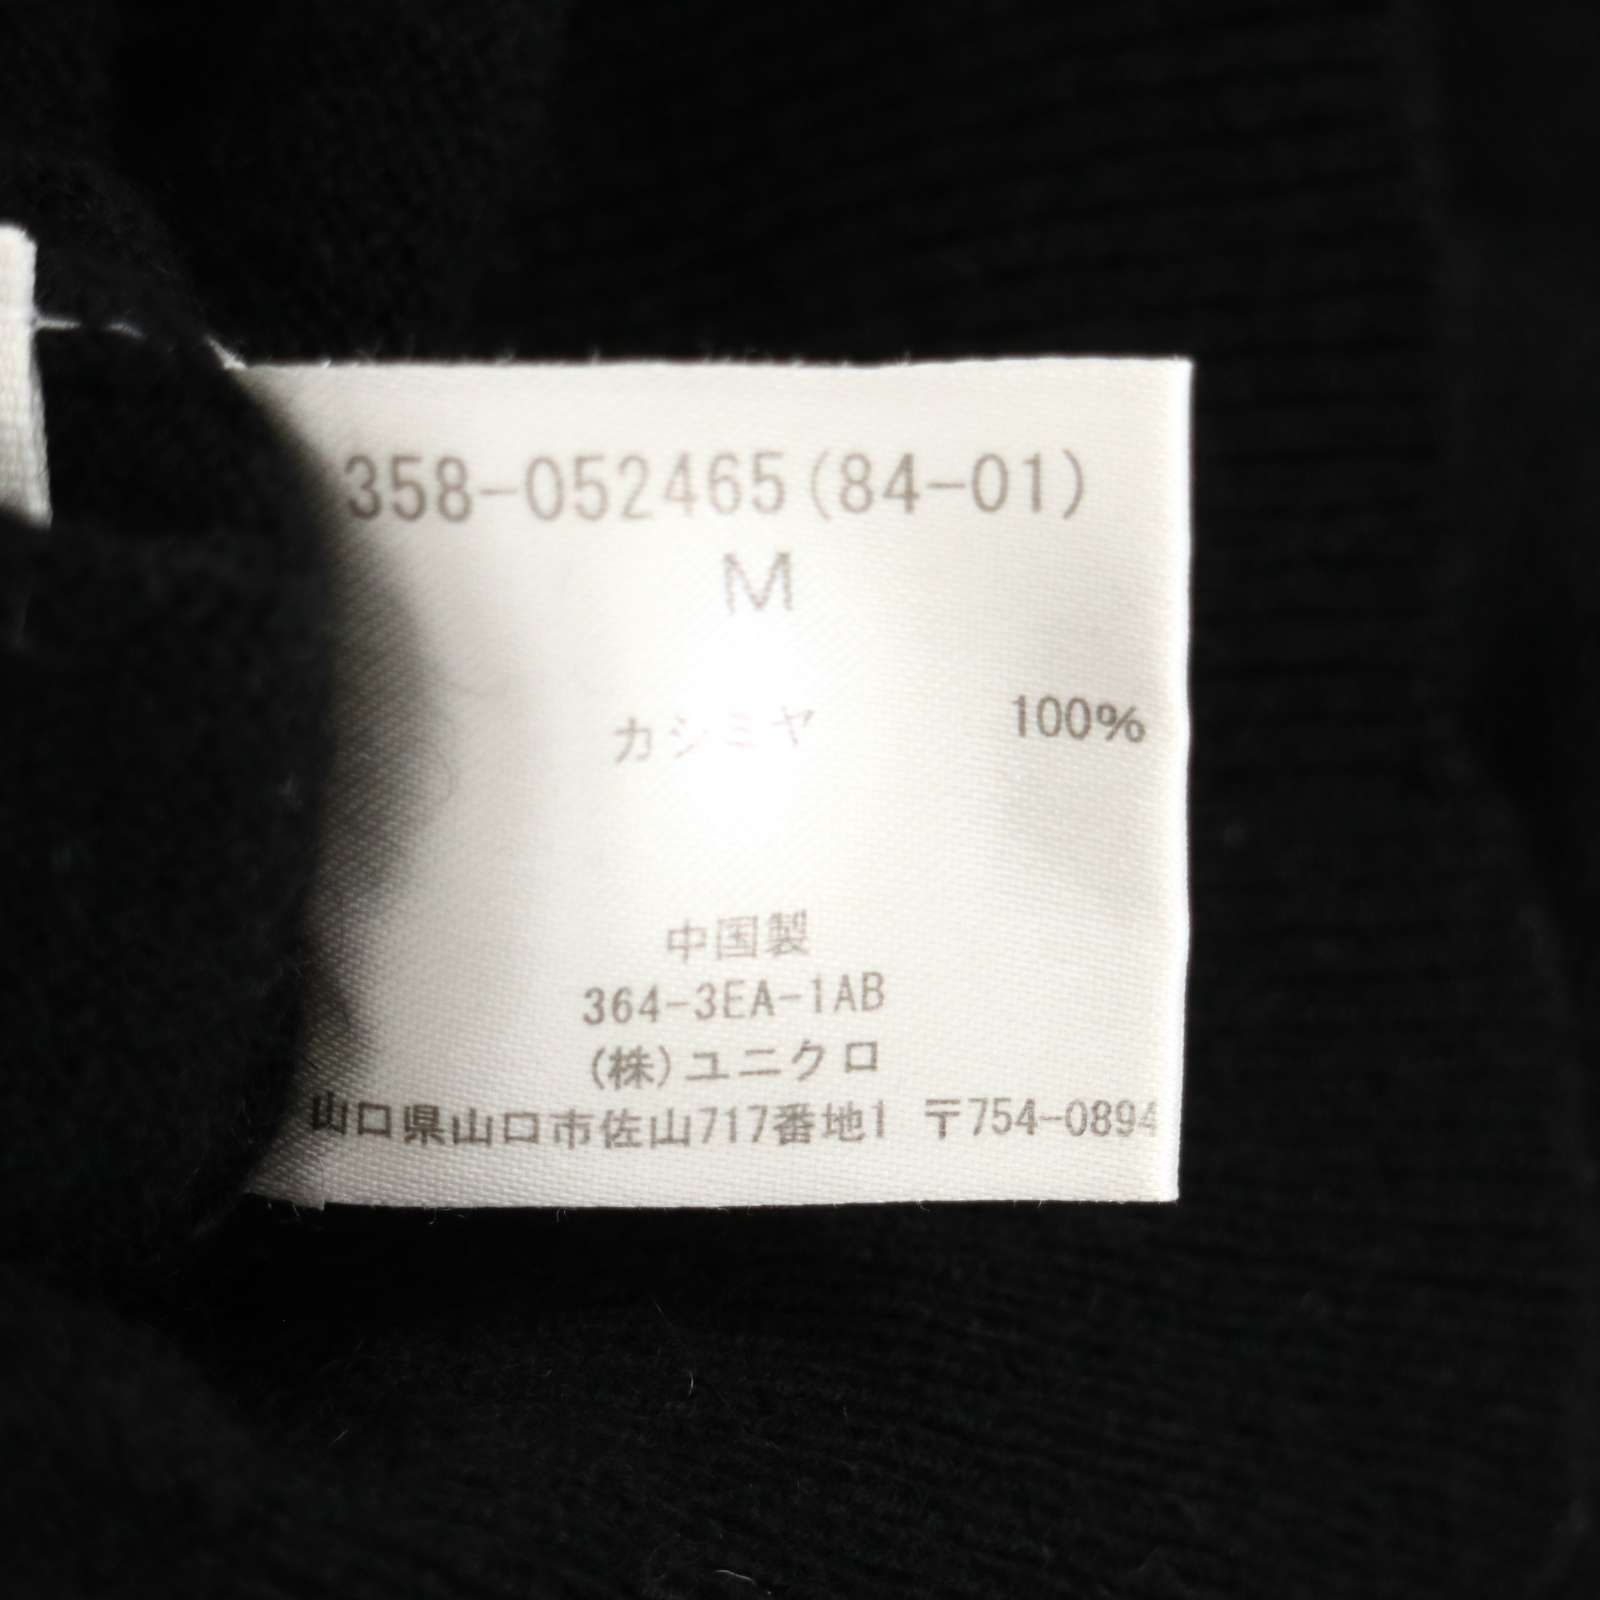 358-052465(84-01)
M
カシミヤ 100%
中国製
364-3EA-1AB
(株)ユニクロ
山口県山口市佐山717番地1 〒754-0894